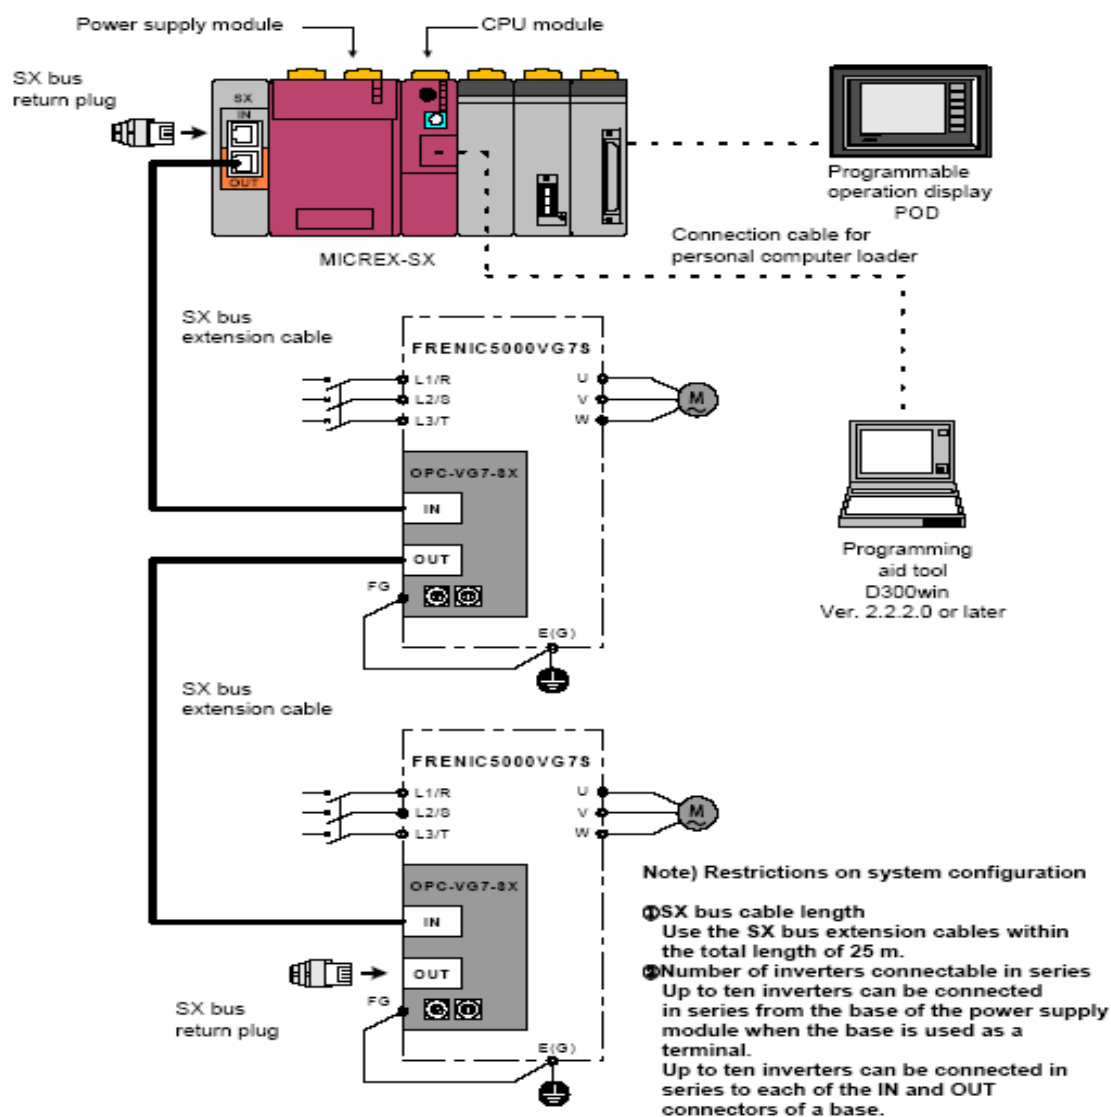 Power supply module
CPU module
SX bus
return plug
SX
IN
OUT
MICREX-SX
Programmable
operation display
POD
Connection cable for
personal computer loader
SX bus
extension cable
FRENIC5000VG7S
L1/R
L2/S
L3/T
U
V
W
M
OPC-VG7-SX
IN
OUT
FG
E(G)
Programming
aid tool
D300win
Ver. 2.2.2.0 or later
SX bus
extension cable
FRENIC5000VG7S
L1/R
L2/S
L3/T
U
V
W
M
OPC-VG7-SX
IN
OUT
FG
E(G)
SX bus
return plug
Note) Restrictions on system configuration
①SX bus cable length
Use the SX bus extension cables within
the total length of 25 m.
②Number of inverters connectable in series
Up to ten inverters can be connected
in series from the base of the power supply
module when the base is used as a
terminal.
Up to ten inverters can be connected in
series to each of the IN and OUT
connectors of a base.